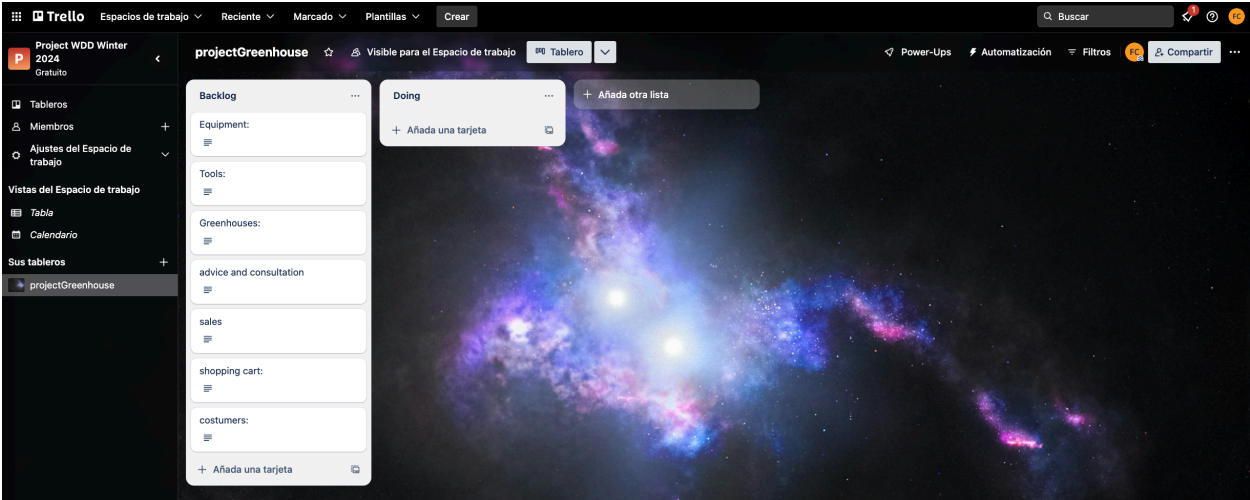 Trello
Espacios de trabajo
Reciente
Marcado
Plantillas
Crear
Buscar
1
FC
P
Project WDD Winter
2024
Gratuito
Tableros
Miembros
Ajustes del Espacio de
trabajo
Vistas del Espacio de trabajo
Tabla
Calendario
Sus tableros
projectGreenhouse
projectGreenhouse
Visible para el Espacio de trabajo
Tablero
Power-Ups
Automatización
Filtros
FC
Compartir
Backlog
Equipment:
Tools:
Greenhouses:
advice and consultation
sales
shopping cart:
costumers:
Añada una tarjeta
Doing
Añada una tarjeta
Añada otra lista